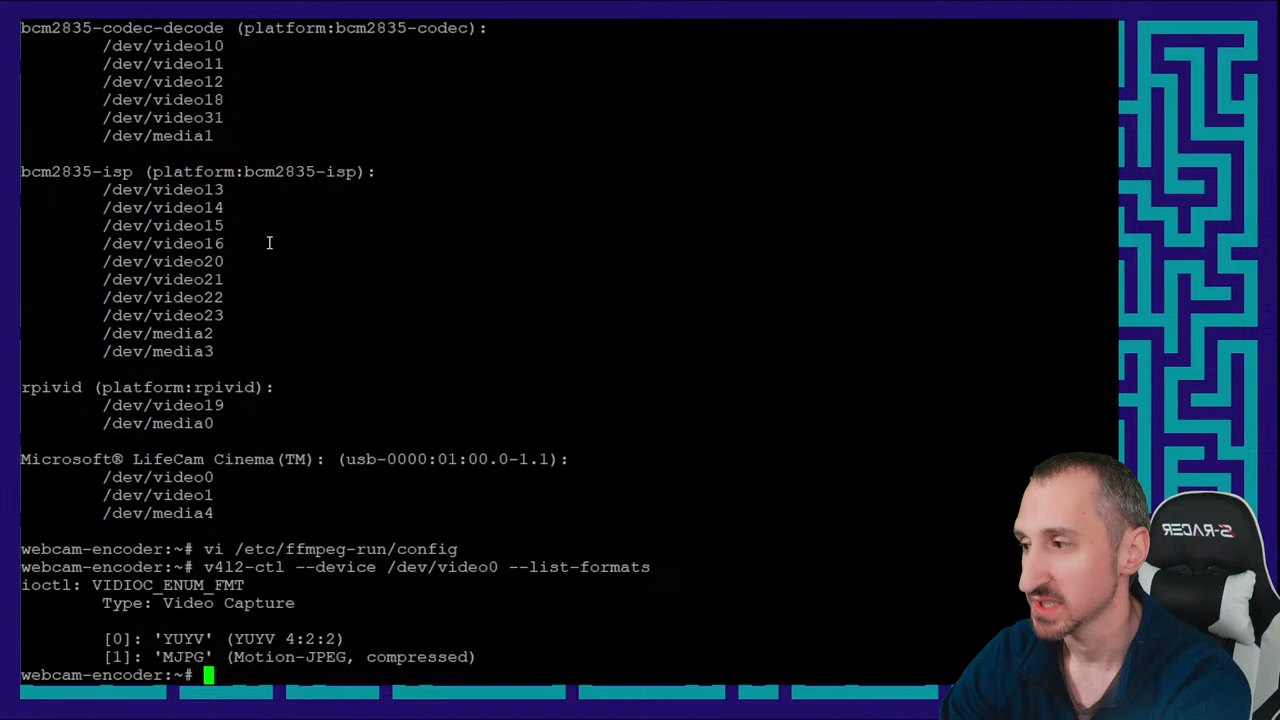 bcm2835-codec-decode (platform:bcm2835-codec):
/dev/video10
/dev/video11
/dev/video12
/dev/video18
/dev/video31
/dev/media1
bcm2835-isp (platform:bcm2835-isp):
/dev/video13
/dev/video14
/dev/video15
/dev/video16
/dev/video20
/dev/video21
/dev/video22
/dev/video23
/dev/media2
/dev/media3
rpivid (platform:rpivid):
/dev/video19
/dev/media0
Microsoft® LifeCam Cinema(TM): (usb-0000:01:00.0-1.1):
/dev/video0
/dev/video1
/dev/media4
webcam-encoder:~# vi /etc/ffmpeg-run/config
webcam-encoder:~# v4l2-ctl --device /dev/video0 --list-formats
ioctl: VIDIOC_ENUM_FMT
Type: Video Capture
[0]: 'YUYV' (YUYV 4:2:2)
[1]: 'MJPG' (Motion-JPEG, compressed)
webcam-encoder:~#
S-RACER